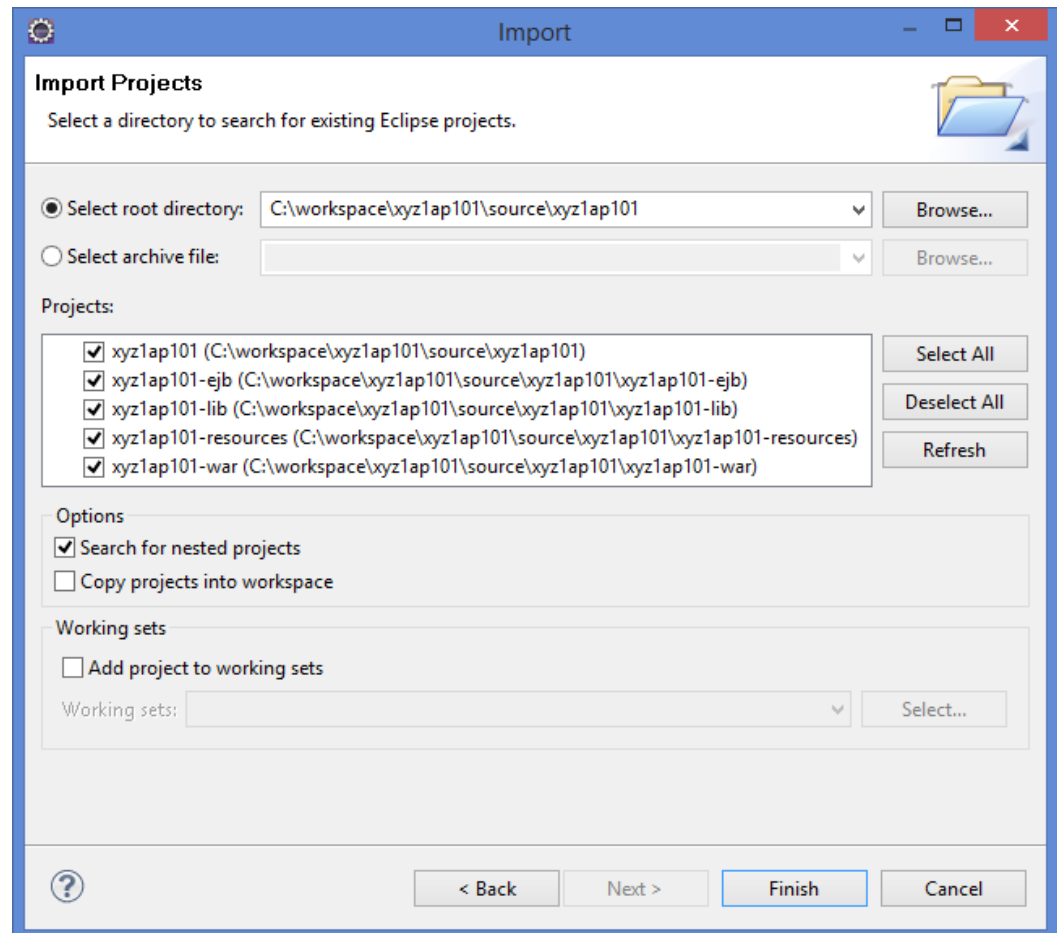 Import
Import Projects
Select a directory to search for existing Eclipse projects.
Select root directory: C:\workspace\xyz1ap101\source\xyz1ap101 Browse...
Select archive file: Browse...
Projects:
xyz1ap101 (C:\workspace\xyz1ap101\source\xyz1ap101) Select All
xyz1ap101-ejb (C:\workspace\xyz1ap101\source\xyz1ap101\xyz1ap101-ejb)
xyz1ap101-lib (C:\workspace\xyz1ap101\source\xyz1ap101\xyz1ap101-lib) Deselect All
xyz1ap101-resources (C:\workspace\xyz1ap101\source\xyz1ap101\xyz1ap101-resources)
xyz1ap101-war (C:\workspace\xyz1ap101\source\xyz1ap101\xyz1ap101-war) Refresh
Options
Search for nested projects
Copy projects into workspace
Working sets
Add project to working sets
Working sets: Select...
? < Back Next > Finish Cancel